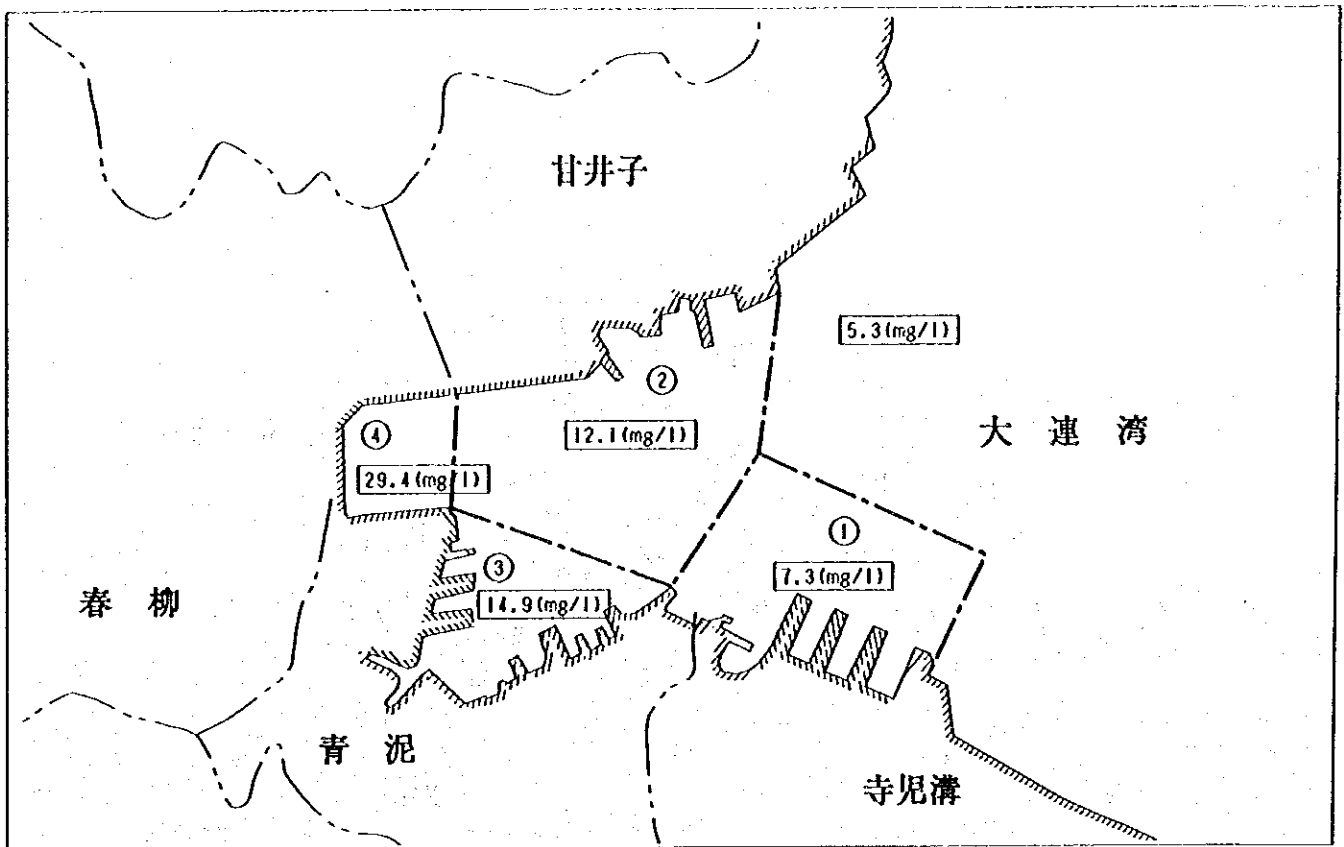 甘井子
5.3(mg/l)
②
大連湾
④
12.1(mg/l)
29.4(mg/l)
①
③
7.3(mg/l)
春柳
14.9(mg/l)
青泥
寺児溝